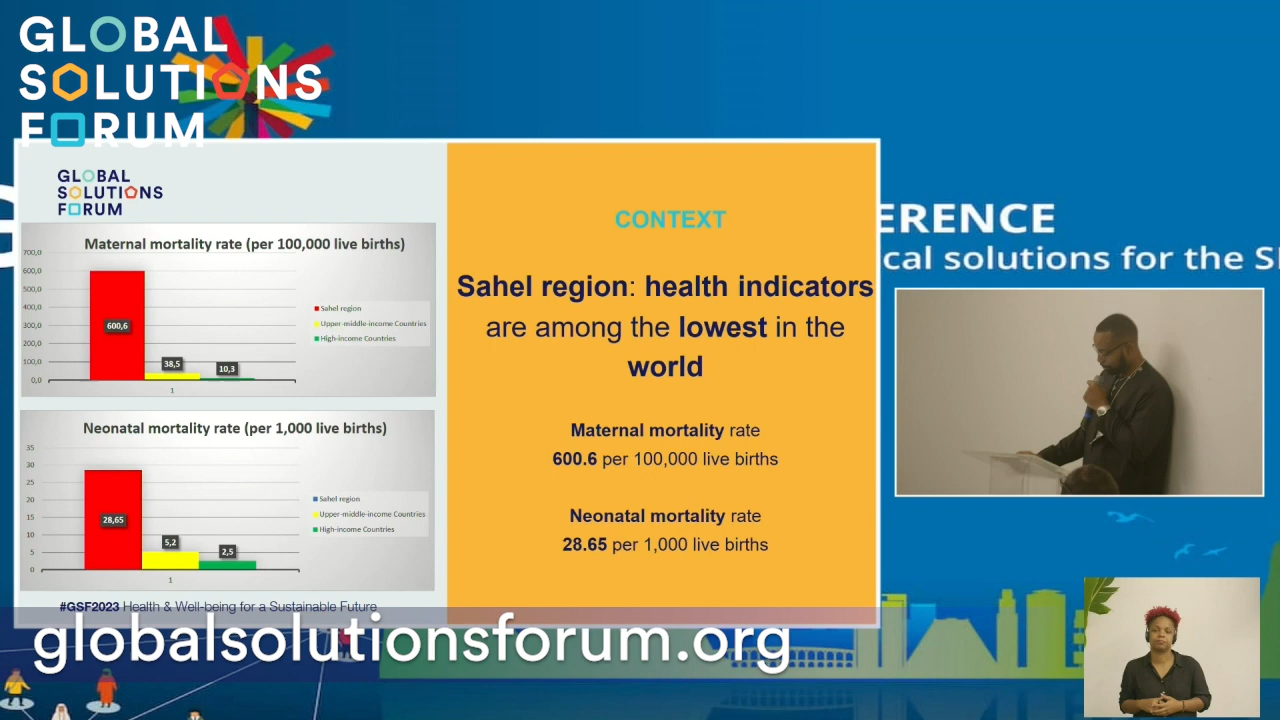 GLOBAL
SOLUTIONS
FORUM
GLOBAL
SOLUTIONS
FORUM
Maternal mortality rate (per 100,000 live births)
700,0
600,0
500,0
400,0
300,0
200,0
100,0
0,0
600,6
38,5
10,3
1
Sahel region
Upper-middle-income Countries
High-income Countries
Neonatal mortality rate (per 1,000 live births)
35
30
25
20
15
10
5
0
28,65
5,2
2,5
1
Sahel region
Upper-middle-income Countries
High-income Countries
#GSF2023 Health & Well-being for a Sustainable Future
CONTEXT
Sahel region: health indicators
are among the lowest in the
world
Maternal mortality rate
600.6 per 100,000 live births
Neonatal mortality rate
28.65 per 1,000 live births
ERENCE
cal solutions for the S
globalsolutionsforum.org